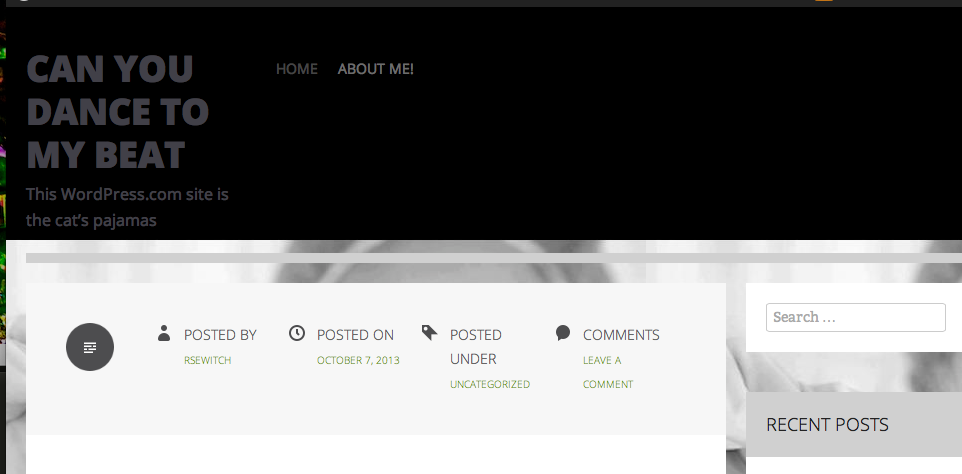 CAN YOU
DANCE TO
MY BEAT
This WordPress.com site is
the cat's pajamas
HOME ABOUT ME!
POSTED BY
RSEWITCH
POSTED ON
OCTOBER 7, 2013
POSTED
UNDER
UNCATEGORIZED
COMMENTS
LEAVE A
COMMENT
Search …
RECENT POSTS